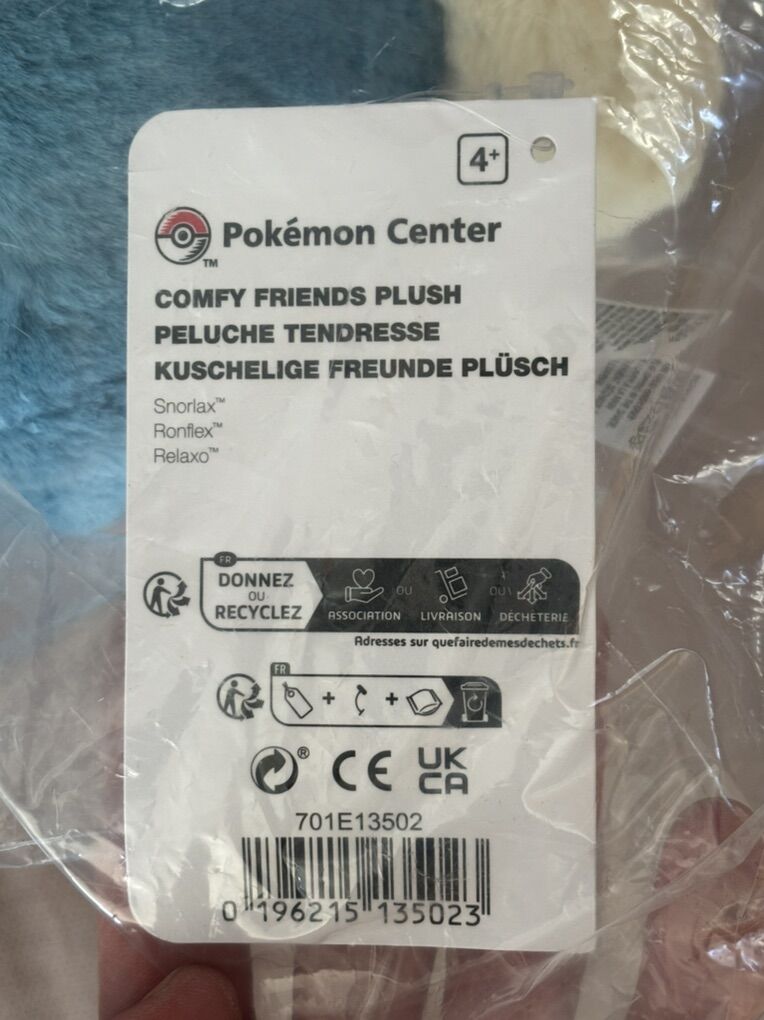 4+
Pokémon Center
TM
COMFY FRIENDS PLUSH
PELUCHE TENDRESSE
KUSCHELIGE FREUNDE PLÜSCH
Snorlax™
Ronflex™
Relaxo™
FR
DONNEZ
OU
RECYCLEZ
ASSOCIATION OU LIVRAISON OU DÉCHÈTERIE
Adresses sur quefairedemesdechets.fr
FR
+ +
® CE UK
CA
701E13502
0 196215 135023